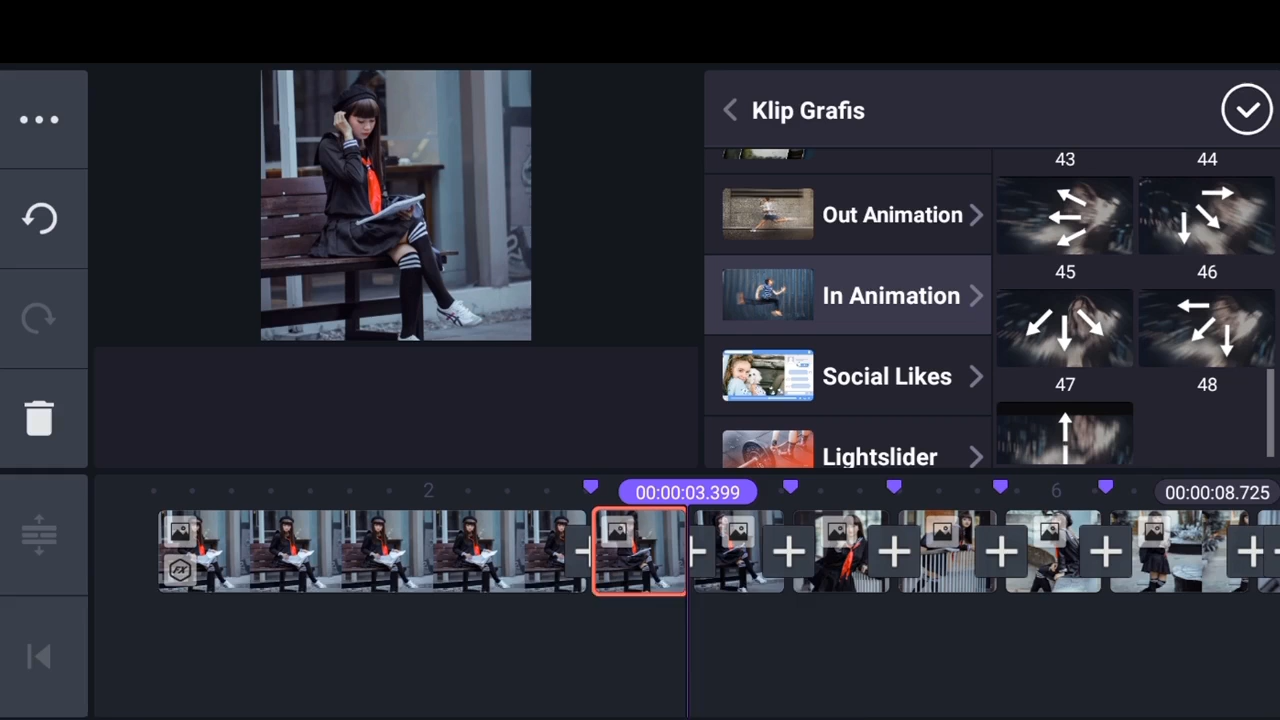 Klip Grafis
43
44
Out Animation
45
46
In Animation
47
48
Social Likes
Lightslider
2
00:00:03.399
6
00:00:08.725
FX